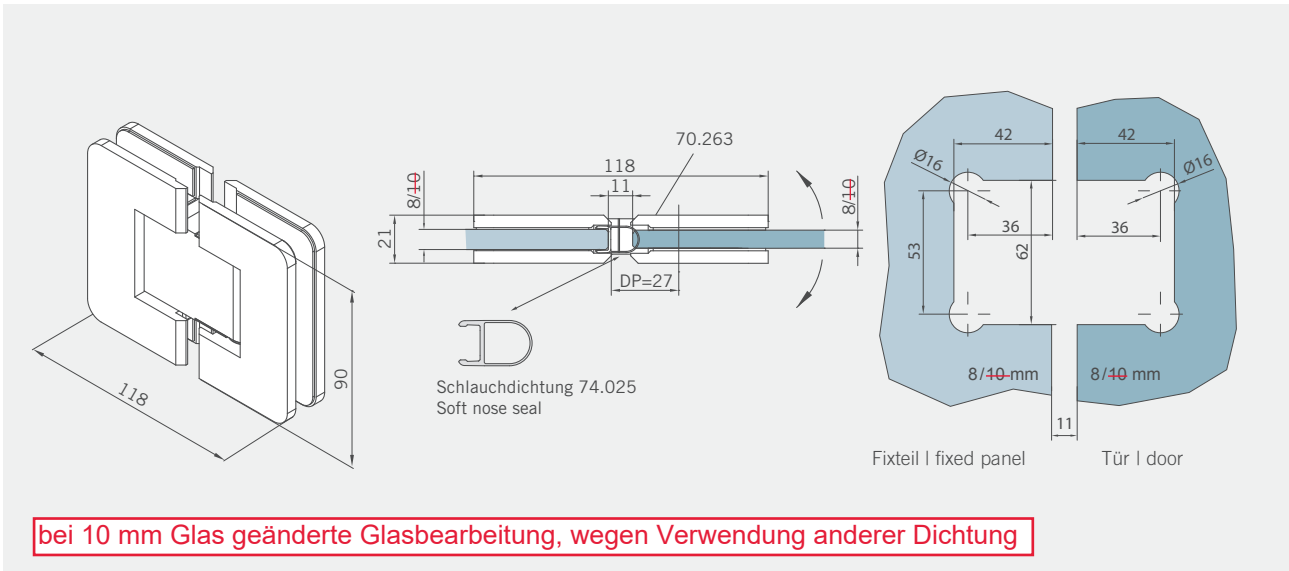 118
90
70.263
118
11
8/10
8/10
21
DP=27
Schlauchdichtung 74.025
Soft nose seal
42
42
Ø16
Ø16
36
36
53
62
8/10 mm
8/10 mm
11
Fixteil | fixed panel
Tür | door
bei 10 mm Glas geänderte Glasbearbeitung, wegen Verwendung anderer Dichtung